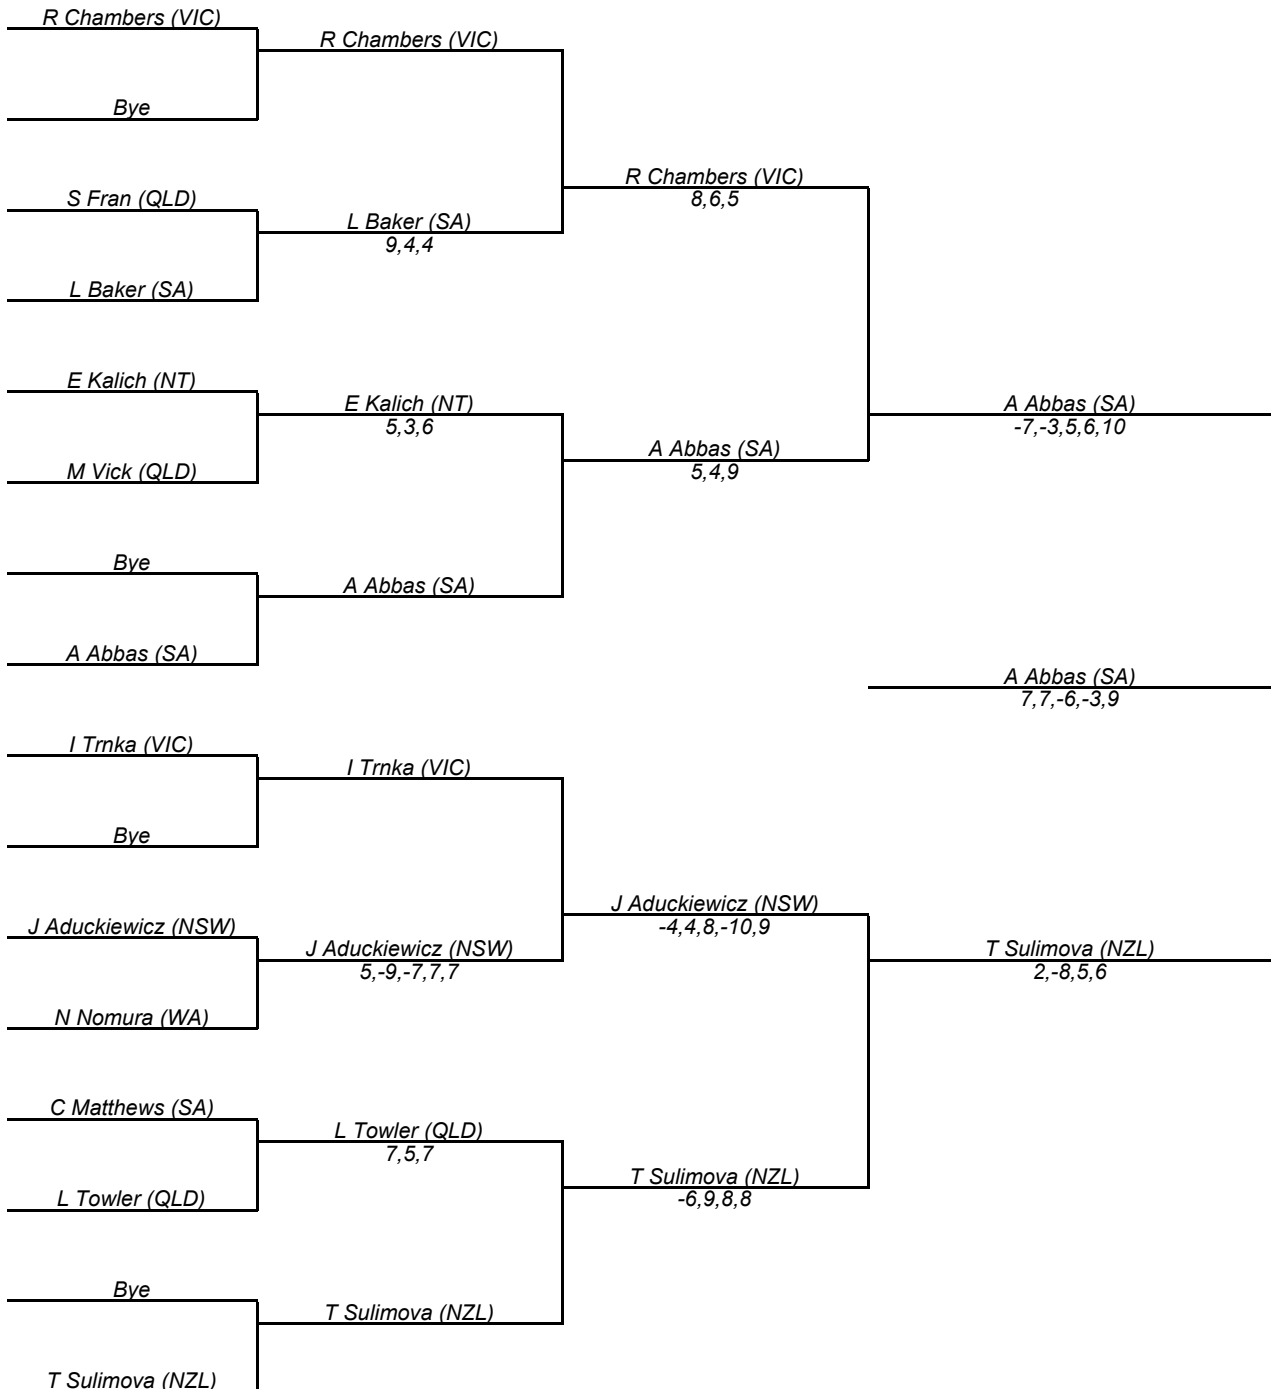 R Chambers (VIC)
R Chambers (VIC)
Bye
R Chambers (VIC)
8,6,5
S Fran (QLD)
L Baker (SA)
9,4,4
L Baker (SA)
E Kalich (NT)
E Kalich (NT)
5,3,6
A Abbas (SA)
-7,-3,5,6,10
A Abbas (SA)
5,4,9
M Vick (QLD)
Bye
A Abbas (SA)
A Abbas (SA)
A Abbas (SA)
7,7,-6,-3,9
I Trnka (VIC)
I Trnka (VIC)
Bye
J Aduckiewicz (NSW)
-4,4,8,-10,9
J Aduckiewicz (NSW)
J Aduckiewicz (NSW)
5,-9,-7,7,7
T Sulimova (NZL)
2,-8,5,6
N Nomura (WA)
C Matthews (SA)
L Towler (QLD)
7,5,7
T Sulimova (NZL)
-6,9,8,8
L Towler (QLD)
Bye
T Sulimova (NZL)
T Sulimova (NZL)